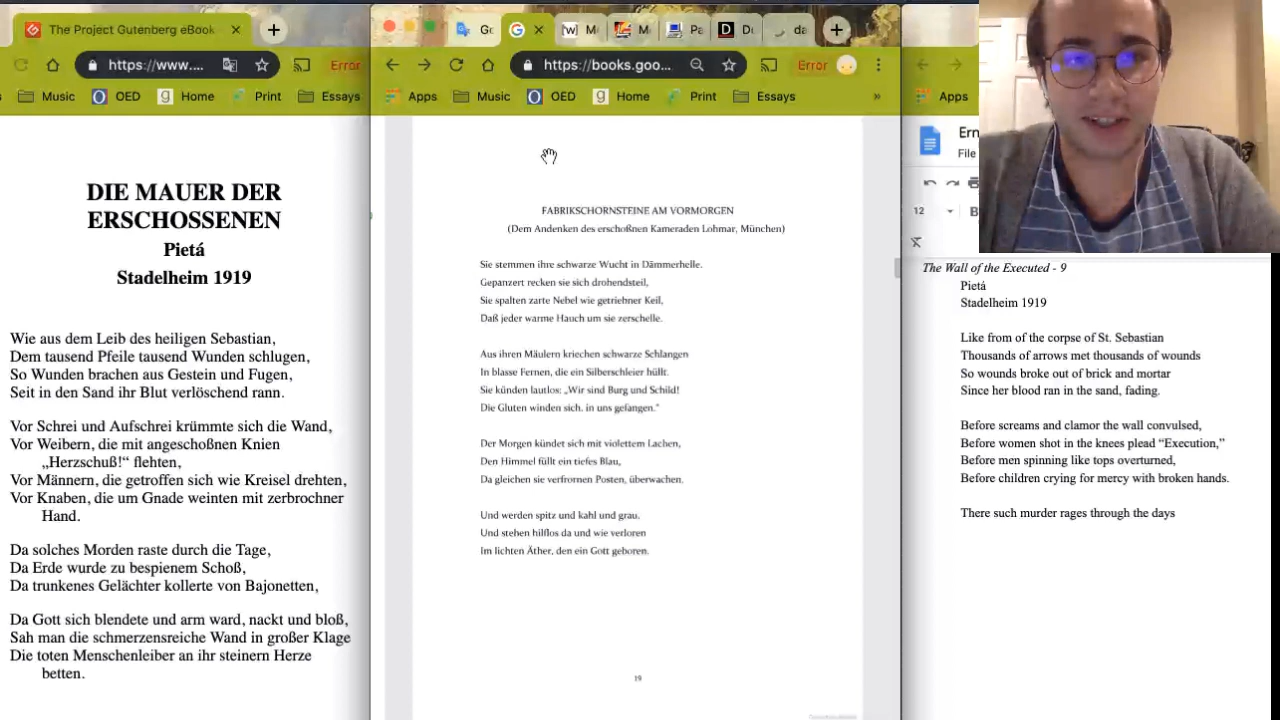 The Project Gutenberg eBook
Go
Pa
D
da
https://www....
Error
https://books.goo...
Error
Music
OED
Home
Print
Essays
Apps
Music
OED
Home
Print
Essays
»
Apps
DIE MAUER DER
ERSCHOSSENEN
Pietá
Stadelheim 1919
Wie aus dem Leib des heiligen Sebastian,
Dem tausend Pfeile tausend Wunden schlugen,
So Wunden brachen aus Gestein und Fugen,
Seit in den Sand ihr Blut verlöschend rann.
Vor Schrei und Aufschrei krümmte sich die Wand,
Vor Weibern, die mit angeschoßnen Knien
„Herzschuß!“ flehten,
Vor Männern, die getroffen sich wie Kreisel drehten,
Vor Knaben, die um Gnade weinten mit zerbrochner
Hand.
Da solches Morden raste durch die Tage,
Da Erde wurde zu bespienem Schoß,
Da trunkenes Gelächter kollerte von Bajonetten,
Da Gott sich blendete und arm ward, nackt und bloß,
Sah man die schmerzensreiche Wand in großer Klage
Die toten Menschenleiber an ihr steinern Herze
betten.
FABRIKSCHORNSTEINE AM VORMORGEN
(Dem Andenken des erschoßnen Kameraden Lohmar, München)
Sie stemmen ihre schwarze Wucht in Dämmerhelle.
Gepanzert recken sie sich drohendsteil,
Sie spalten zarte Nebel wie getriebner Keil,
Daß jeder warme Hauch um sie zerschelle.
Aus ihren Mäulern kriechen schwarze Schlangen
In blasse Fernen, die ein Silberschleier hüllt.
Sie künden lautlos: „Wir sind Burg und Schild!
Die Gluten winden sich, in uns gefangen."
Der Morgen kündet sich mit violettem Lachen,
Den Himmel füllt ein tiefes Blau,
Da gleichen sie verfrornen Posten, überwachen.
Und werden spitz und kahl und grau.
Und stehen hilflos da und wie verloren
Im lichten Äther, den ein Gott geboren.
19
Ern
File
12
B
The Wall of the Executed - 9
Pietá
Stadelheim 1919
Like from of the corpse of St. Sebastian
Thousands of arrows met thousands of wounds
So wounds broke out of brick and mortar
Since her blood ran in the sand, fading.
Before screams and clamor the wall convulsed,
Before women shot in the knees plead “Execution,”
Before men spinning like tops overturned,
Before children crying for mercy with broken hands.
There such murder rages through the days